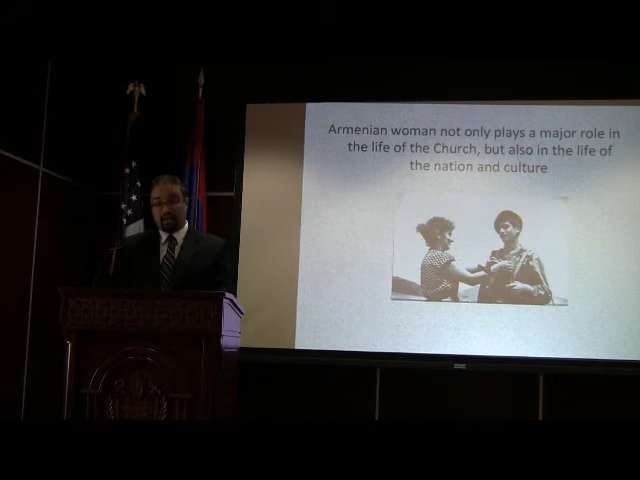 Armenian woman not only plays a major role in
the life of the Church, but also in the life of
the nation and culture